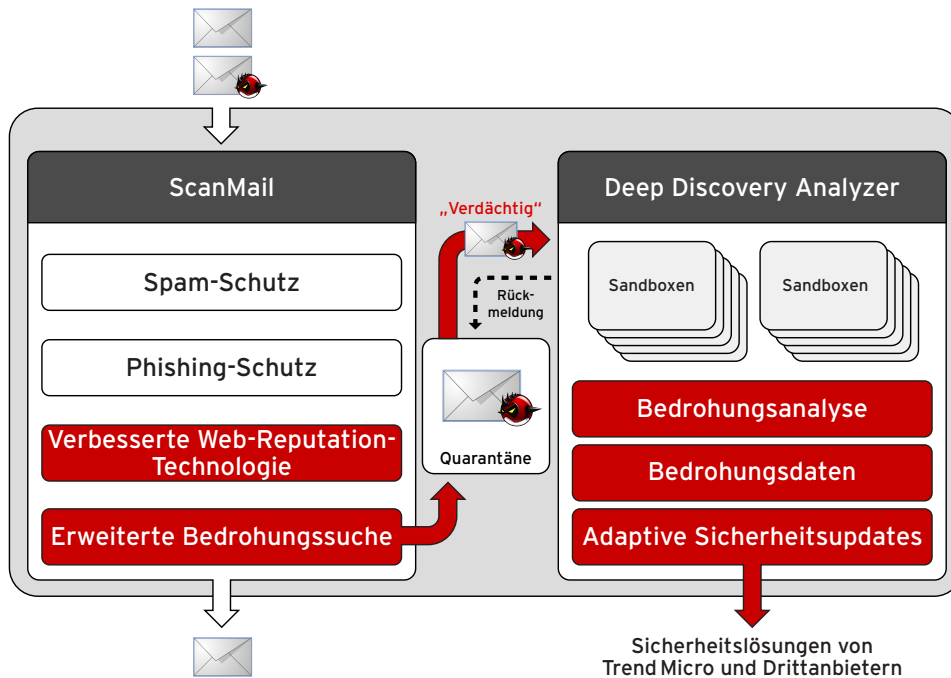 ScanMail
Spam-Schutz
Phishing-Schutz
Verbesserte Web-Reputation-
Technologie
Erweiterte Bedrohungssuche
„Verdächtig“
Rück-
meldung
Quarantäne
Deep Discovery Analyzer
Sandboxen
Sandboxen
Bedrohungsanalyse
Bedrohungsdaten
Adaptive Sicherheitsupdates
Sicherheitslösungen von
Trend Micro und Drittanbietern